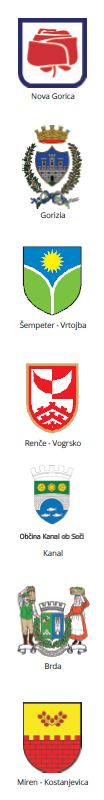 Nova Gorica
Gorizia
Šempeter - Vrtojba
Renče - Vogrsko
Občina Kanal ob Soči
Kanal
Brda
Miren - Kostanjevica